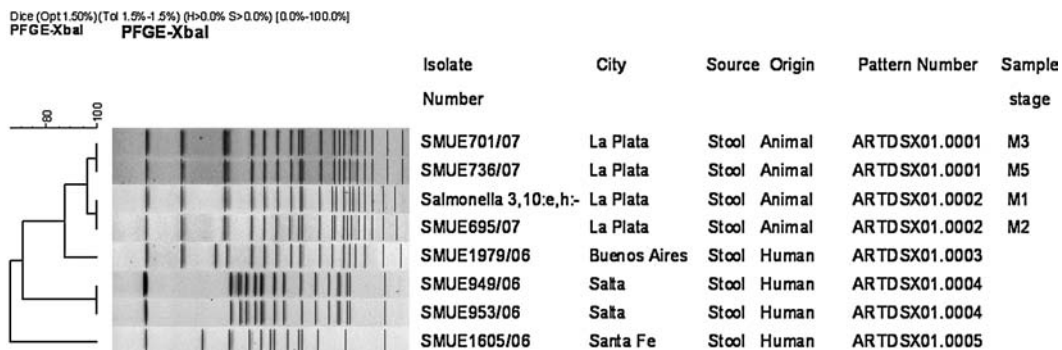 Dice (Opt 1.50%) (Tol 1.5%-1.5%) (H>0.0% S>0.0%) [0.0%-100.0%]
PFGE-XbaI PFGE-XbaI
Isolate Number City Source Origin Pattern Number Sample stage
80 100
SMUE701/07 La Plata Stool Animal ARTDSX01.0001 M3
SMUE736/07 La Plata Stool Animal ARTDSX01.0001 M5
Salmonella 3,10:e,h:- La Plata Stool Animal ARTDSX01.0002 M1
SMUE695/07 La Plata Stool Animal ARTDSX01.0002 M2
SMUE1979/06 Buenos Aires Stool Human ARTDSX01.0003
SMUE949/06 Salta Stool Human ARTDSX01.0004
SMUE953/06 Salta Stool Human ARTDSX01.0004
SMUE1605/06 Santa Fe Stool Human ARTDSX01.0005